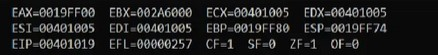 EAX=0019FF00 EBX=002A6000 ECX=00401005 EDX=00401005
ESI=00401005 EDI=00401005 EBP=0019FF80 ESP=0019FF74
EIP=00401019 EFL=00000257 CF=1 SF=0 ZF=1 OF=0